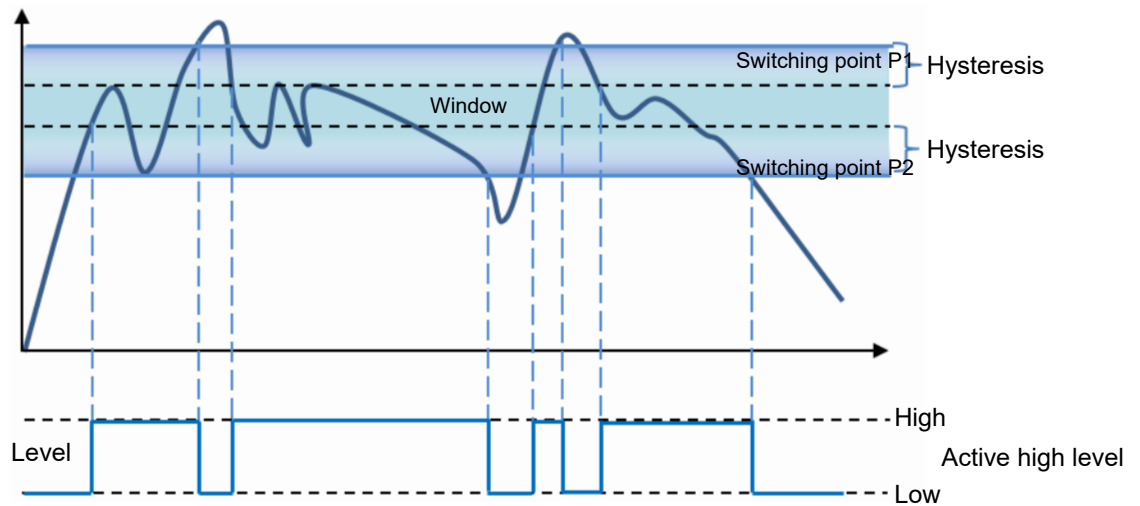 Switching point P1
Hysteresis
Window
Hysteresis
Switching point P2
High
Level
Active high level
Low